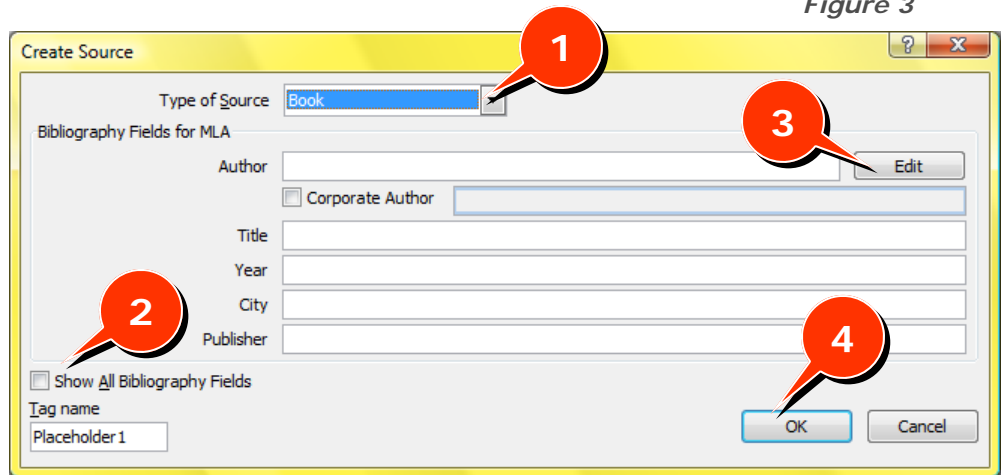 Figure 3
Create Source
1
Type of Source Book
Bibliography Fields for MLA
3
Author Edit
Corporate Author
Title
Year
2 City
4
Publisher
Show All Bibliography Fields
Tag name
Placeholder1
OK Cancel